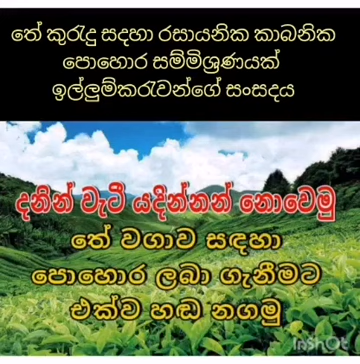 තේ කුරුඳු සදහා රසායනික කාබනික
පොහොර සම්මිශ්‍රණයක්
ඉල්ලුම්කරුවන්ගේ සංසදය
දනින් වැටී යදින්නන් නොවෙමු
තේ වගාව සඳහා
පොහොර ලබා ගැනීමට
එක්ව හඬ නගමු
InShOt